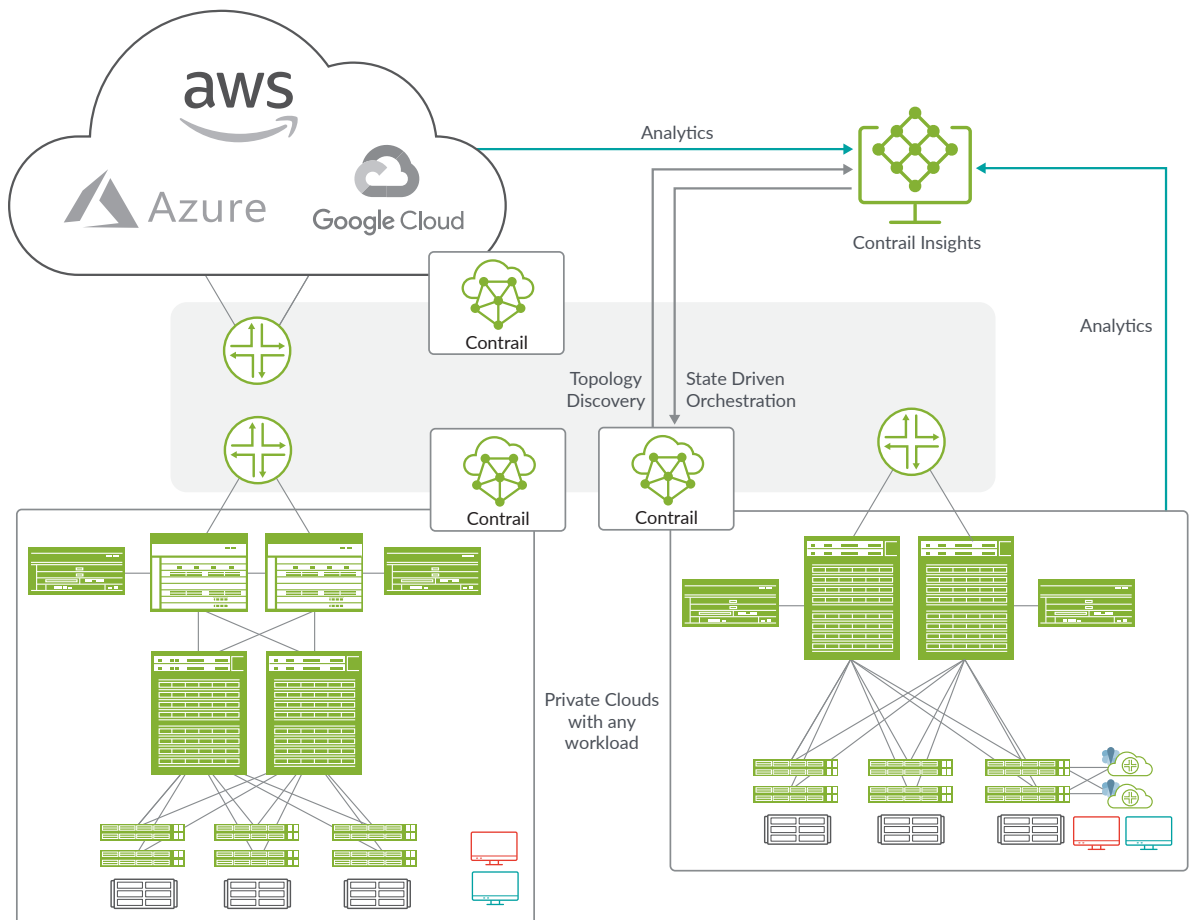 aws
Azure
Google Cloud
Analytics
Contrail Insights
Contrail
Analytics
Topology
Discovery
State Driven
Orchestration
Contrail
Contrail
Private Clouds
with any
workload